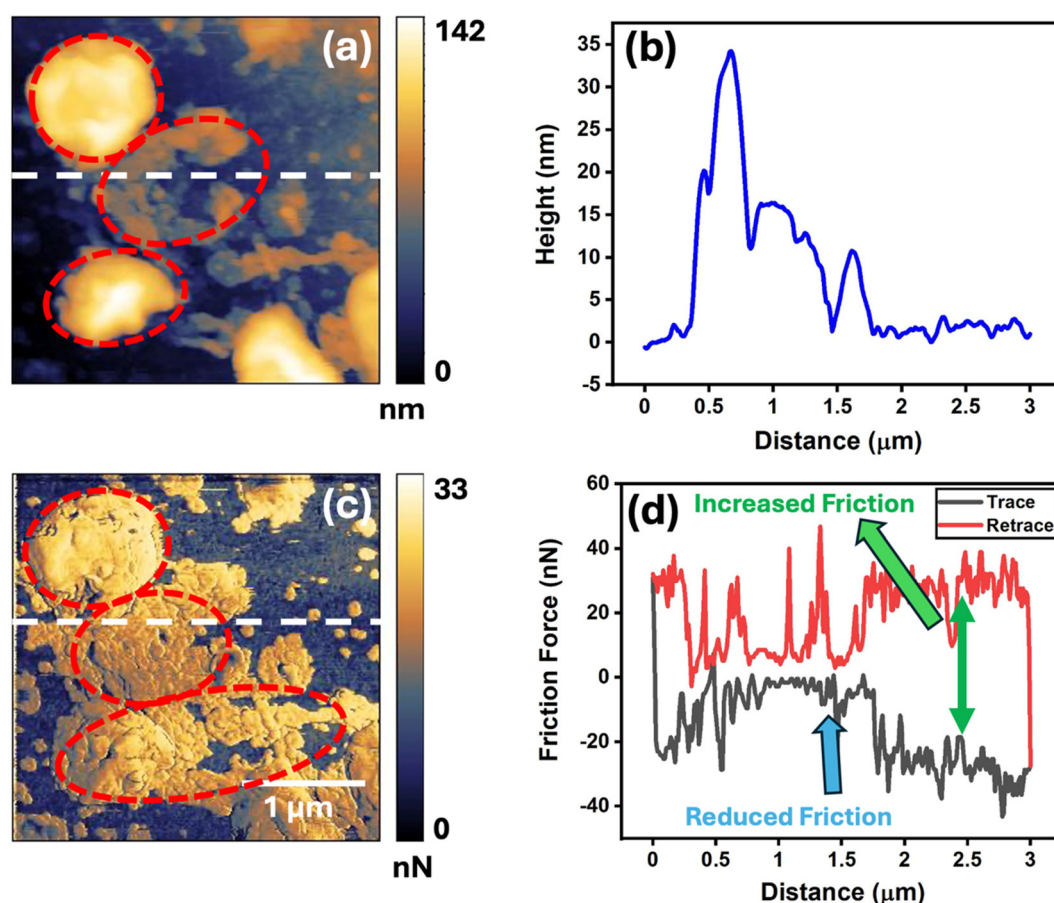 (a)
142
0
nm
(b)
Height (nm)
35
30
25
20
15
10
5
0
-5
0 0.5 1 1.5 2 2.5 3
Distance (μm)
(c)
33
0
nN
1 μm
(d)
Increased Friction
Trace
Retrace
Friction Force (nN)
60
40
20
0
-20
-40
Reduced Friction
0 0.5 1 1.5 2 2.5 3
Distance (μm)